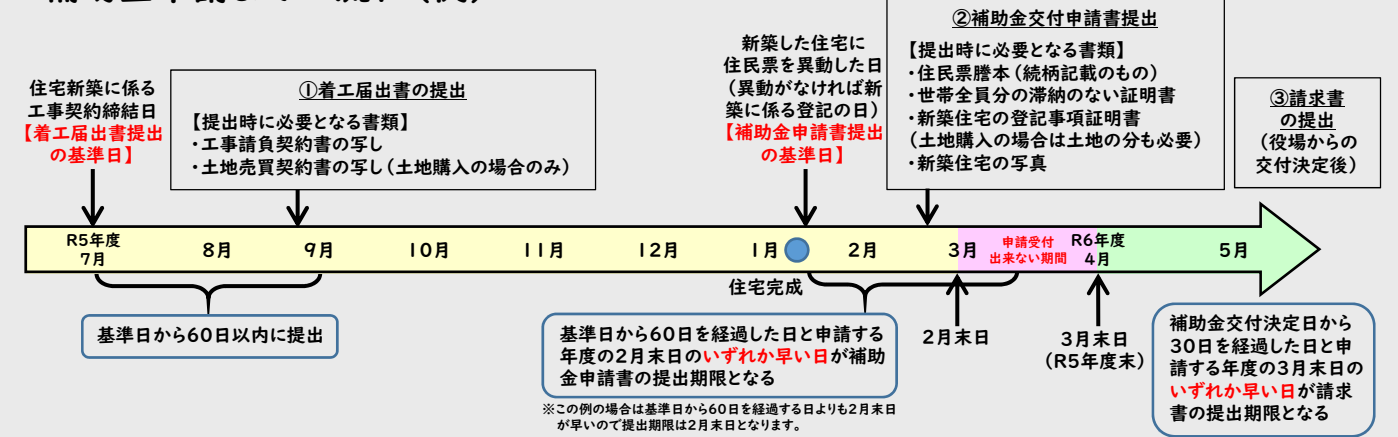 住宅新築に係る
工事契約締結日
【着工届出書提出
の基準日】
①着工届出書の提出
【提出時に必要となる書類】
・工事請負契約書の写し
・土地売買契約書の写し(土地購入の場合のみ)
新築した住宅に
住民票を異動した日
(異動がなければ新
築に係る登記の日)
【補助金申請書提出
の基準日】
②補助金交付申請書提出
【提出時に必要となる書類】
・住民票謄本(続柄記載のもの)
・世帯全員分の滞納のない証明書
・新築住宅の登記事項証明書
(土地購入の場合は土地の分も必要)
・新築住宅の写真
③請求書
の提出
(役場からの
交付決定後)
R5年度
7月
8月
9月
10月
11月
12月
1月
2月
3月
申請受付
出来ない期間
R6年度
4月
5月
住宅完成
基準日から60日以内に提出
基準日から60日を経過した日と申請する
年度の2月末日のいずれか早い日が補助
金申請書の提出期限となる
※この例の場合は基準日から60日を経過する日よりも2月末日
が早いので提出期限は2月末日となります。
2月末日
3月末日
(R5年度末)
補助金交付決定日から
30日を経過した日と申
請する年度の3月末日の
いずれか早い日が請求
書の提出期限となる